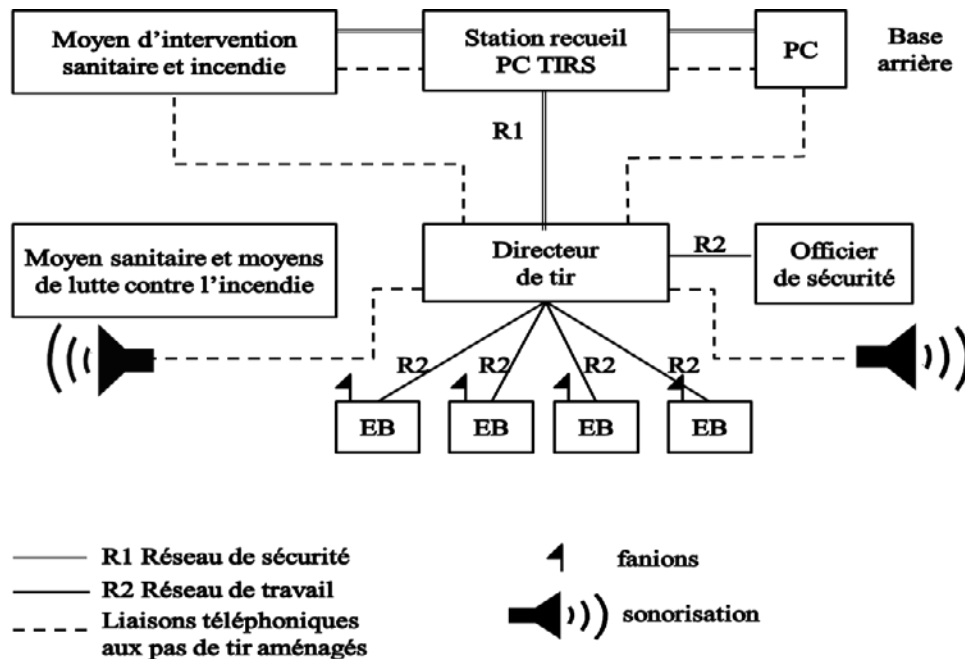 Moyen d'intervention
sanitaire et incendie
Station recueil
PC TIRS
PC
Base
arrière
R1
Moyen sanitaire et moyens
de lutte contre l'incendie
Directeur
de tir
R2
Officier
de sécurité
R2
R2
R2
R2
EB
EB
EB
EB
R1 Réseau de sécurité
R2 Réseau de travail
Liaisons téléphoniques
aux pas de tir aménagés
fanions
sonorisation